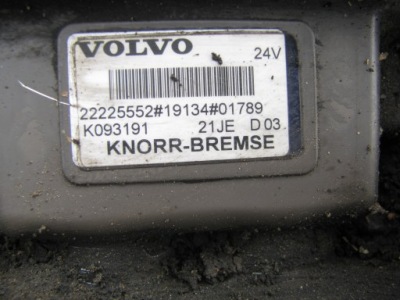 VOLVO 24V
22225552#19134#01789
K093191 21JE D 03
KNORR-BREMSE